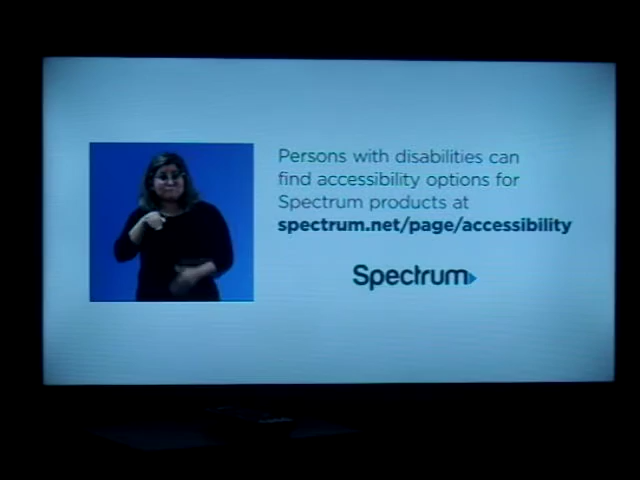 Persons with disabilities can
find accessibility options for
Spectrum products at
spectrum.net/page/accessibility
Spectrum